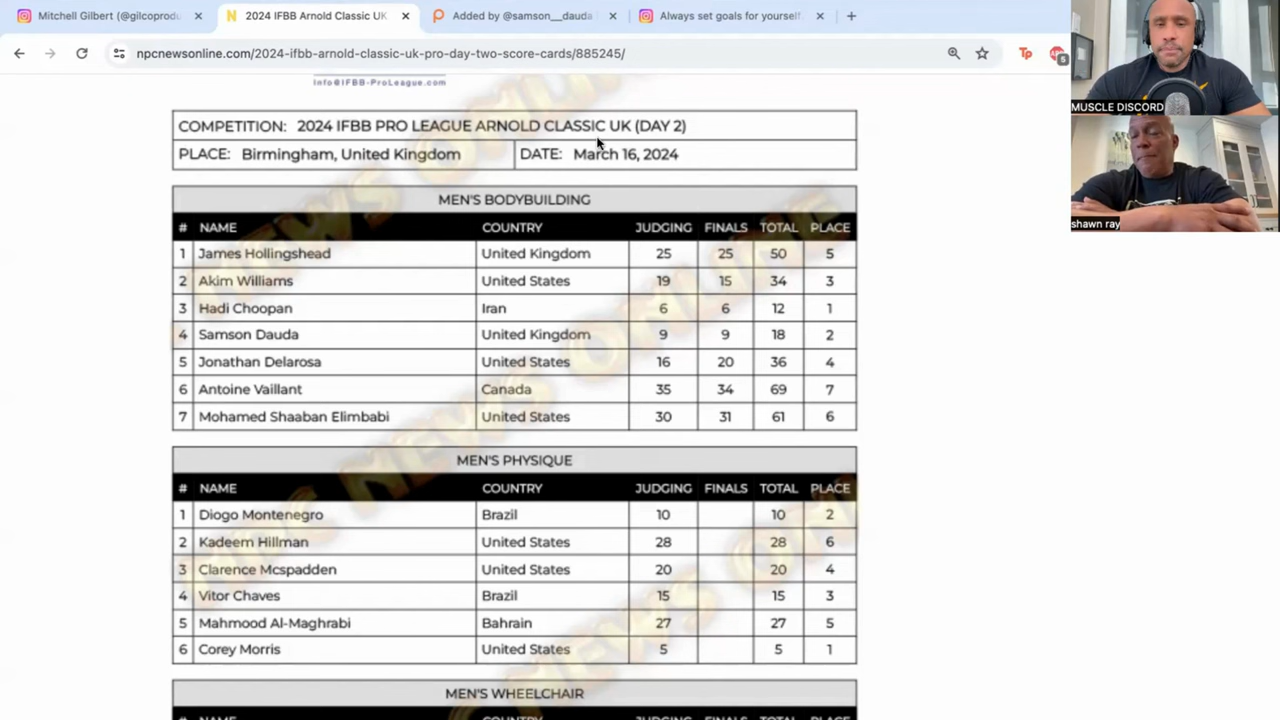 Mitchell Gilbert (@gilcoprodu
2024 IFBB Arnold Classic UK
Added by @samson__dauda
Always set goals for yourself
npcnewsonline.com/2024-ifbb-arnold-classic-uk-pro-day-two-score-cards/885245/
Tp
5
MUSCLE DISCORD
shawn ray
Info@IFBB-ProLeague.com
COMPETITION: 2024 IFBB PRO LEAGUE ARNOLD CLASSIC UK (DAY 2)
PLACE: Birmingham, United Kingdom DATE: March 16, 2024
MEN'S BODYBUILDING
# NAME COUNTRY JUDGING FINALS TOTAL PLACE
1 James Hollingshead United Kingdom 25 25 50 5
2 Akim Williams United States 19 15 34 3
3 Hadi Choopan Iran 6 6 12 1
4 Samson Dauda United Kingdom 9 9 18 2
5 Jonathan Delarosa United States 16 20 36 4
6 Antoine Vaillant Canada 35 34 69 7
7 Mohamed Shaaban Elimbabi United States 30 31 61 6
MEN'S PHYSIQUE
# NAME COUNTRY JUDGING FINALS TOTAL PLACE
1 Diogo Montenegro Brazil 10 10 2
2 Kadeem Hillman United States 28 28 6
3 Clarence Mcspadden United States 20 20 4
4 Vitor Chaves Brazil 15 15 3
5 Mahmood Al-Maghrabi Bahrain 27 27 5
6 Corey Morris United States 5 5 1
MEN'S WHEELCHAIR
# NAME COUNTRY JUDGING FINALS TOTAL PLACE